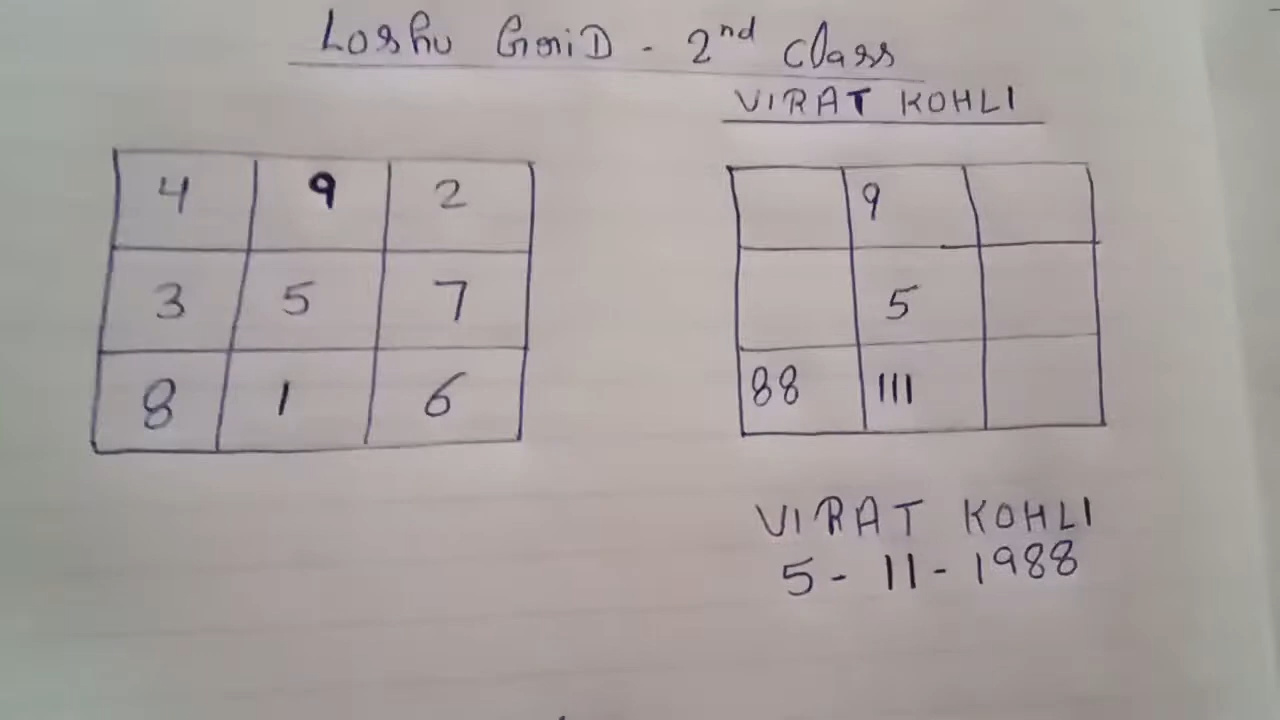 Loshu GriD - 2nd class
VIRAT KOHLI
4 9 2
3 5 7
8 1 6
9
5
88 111
VIRAT KOHLI
5 - 11 - 1988